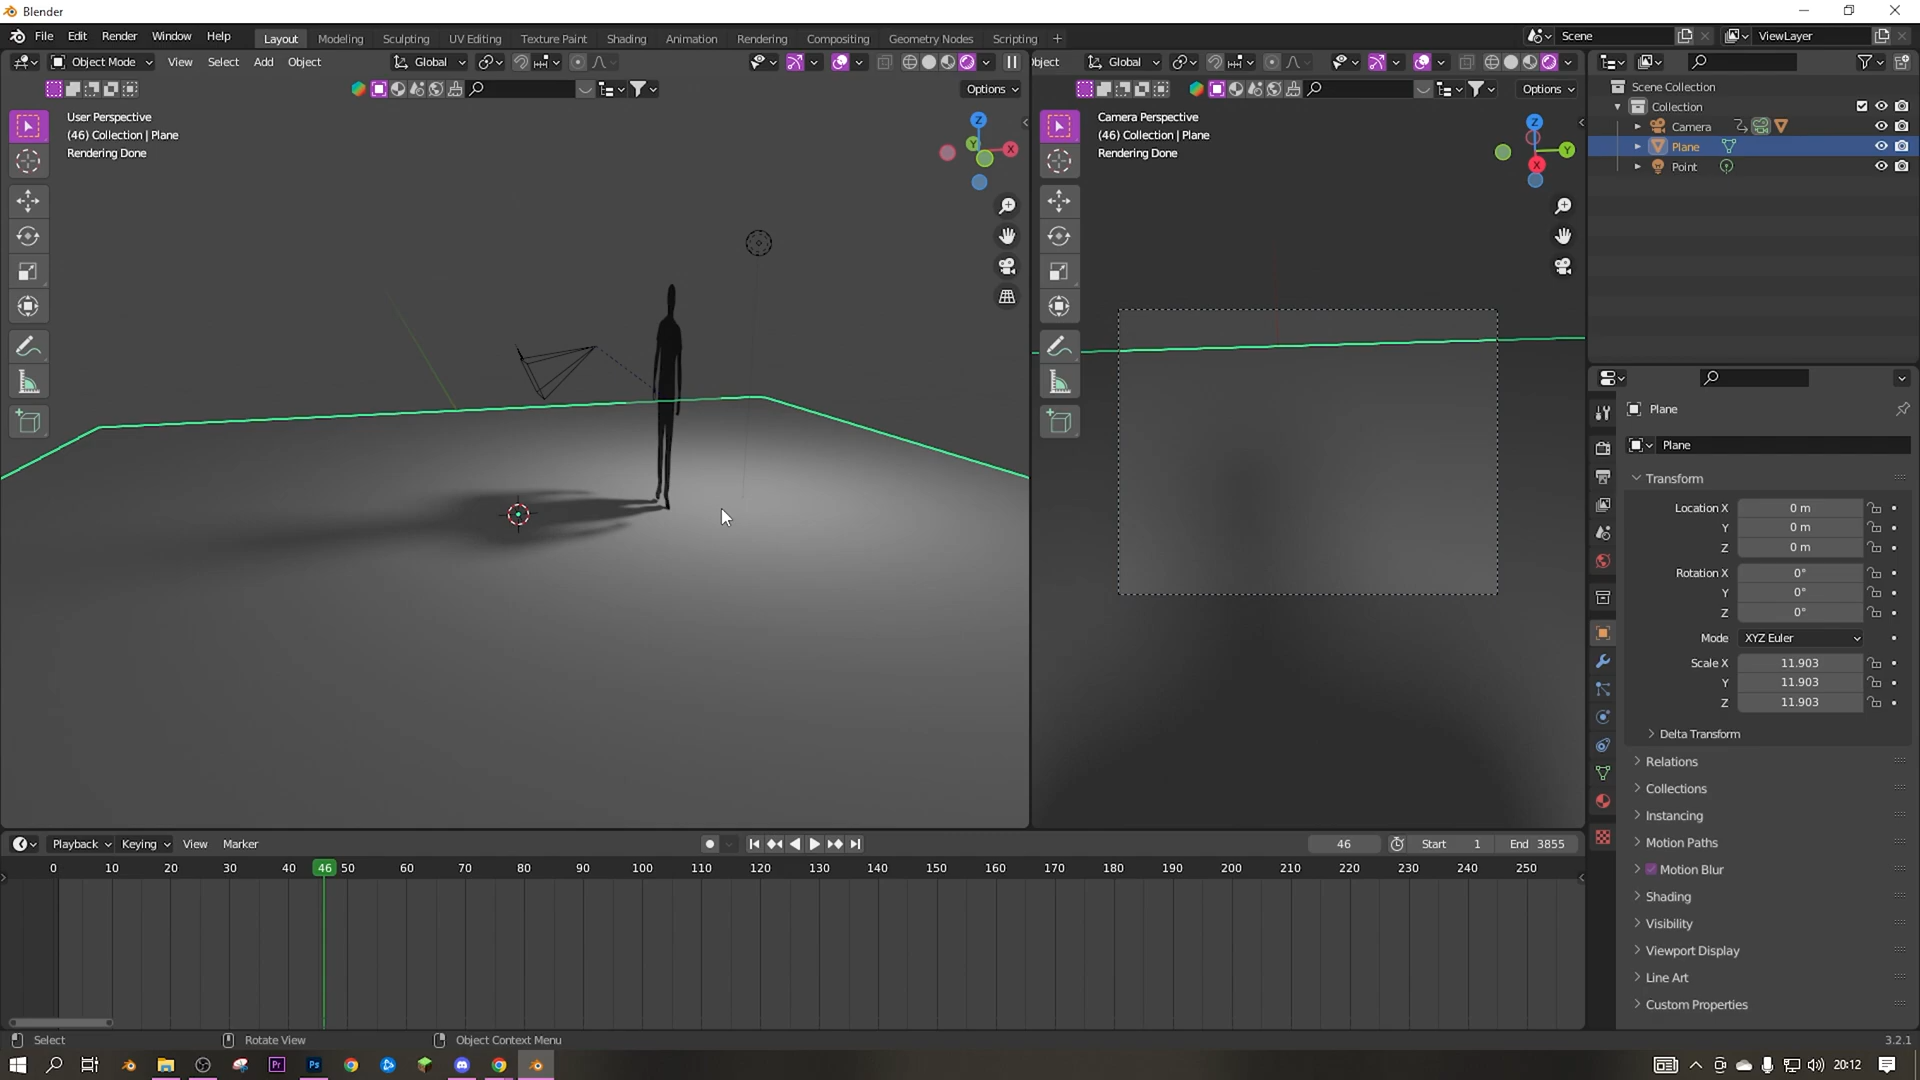 Blender
File Edit Render Window Help Layout Modeling Sculpting UV Editing Texture Paint Shading Animation Rendering Compositing Geometry Nodes Scripting + Scene ViewLayer
Object Mode View Select Add Object Global bject Global
Options Options
User Perspective
(46) Collection | Plane
Rendering Done
Z
Y
X
Camera Perspective
(46) Collection | Plane
Rendering Done
Z
Y
X
Scene Collection
Collection
Camera
Plane
Point
Plane
Plane
Transform
Location X 0 m
Y 0 m
Z 0 m
Rotation X 0°
Y 0°
Z 0°
Mode XYZ Euler
Scale X 11.903
Y 11.903
Z 11.903
Delta Transform
Relations
Collections
Instancing
Motion Paths
Motion Blur
Shading
Visibility
Viewport Display
Line Art
Custom Properties
Playback Keying View Marker 46 Start 1 End 3855
0 10 20 30 40 46 50 60 70 80 90 100 110 120 130 140 150 160 170 180 190 200 210 220 230 240 250
Select Rotate View Object Context Menu 3.2.1
Pr Ps 20:12